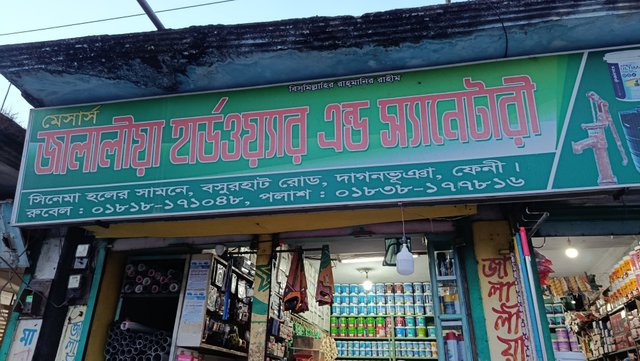 বিসমিল্লাহির রাহমানির রাহীম
মেসার্স
জালালীয়া হার্ডওয়্যার এন্ড স্যানেটারী
সিনেমা হলের সামনে, বসুরহাট রোড, দাগনভূঞা, ফেনী।
রুবেল : ০১৮১৮-১৭১০৪৮, পলাশ : ০১৮৩৮-১৭৭৮১৬
মা
জালালীয়া